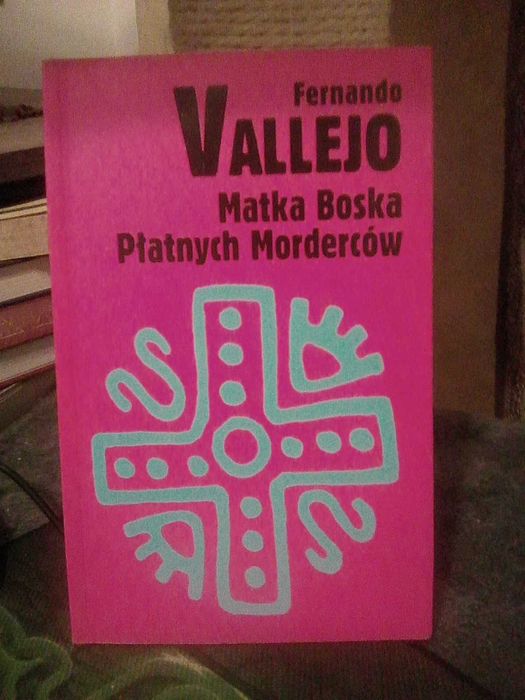 Fernando
VALLEJO
Matka Boska
Płatnych Morderców